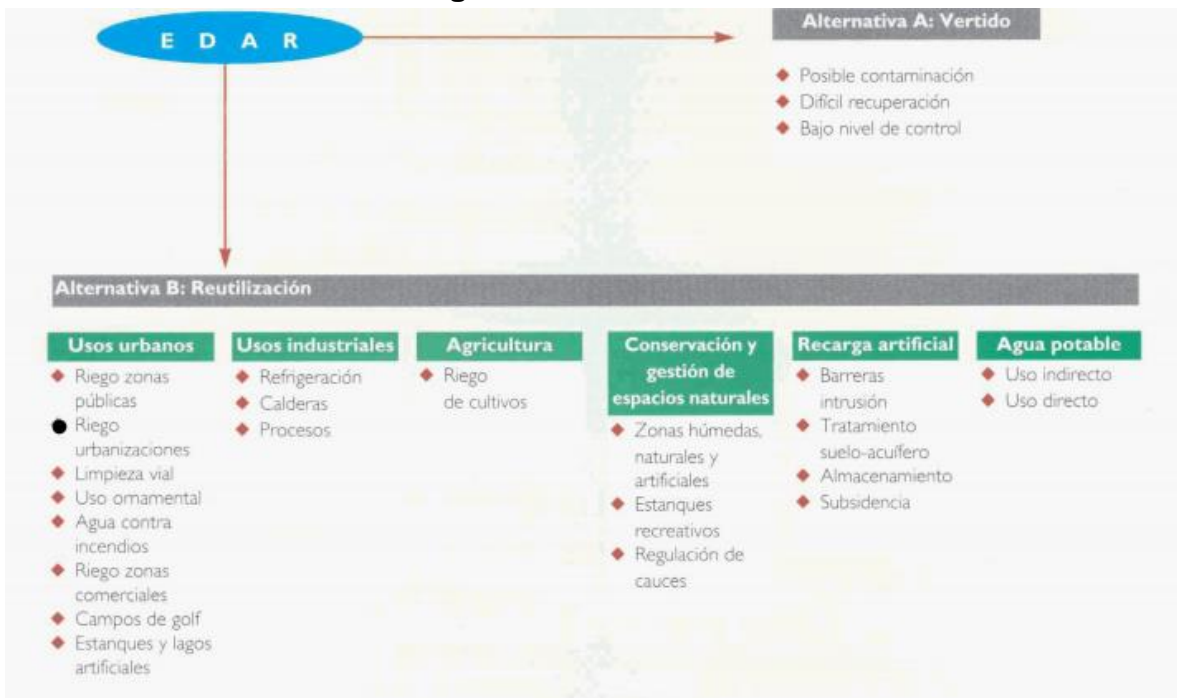 E D A R
Alternativa A: Vertido
Posible contaminación
Difícil recuperación
Bajo nivel de control
Alternativa B: Reutilización
Usos urbanos
Riego zonas
públicas
Riego
urbanizaciones
Limpieza vial
Uso ornamental
Agua contra
incendios
Riego zonas
comerciales
Campos de golf
Estanques y lagos
artificiales
Usos industriales
Refrigeración
Calderas
Procesos
Agricultura
Riego
de cultivos
Conservación y
gestión de
espacios naturales
Zonas húmedas,
naturales y
artificiales
Estanques
recreativos
Regulación de
cauces
Recarga artificial
Barreras
intrusión
Tratamiento
suelo-acuífero
Almacenamiento
Subsidencia
Agua potable
Uso indirecto
Uso directo